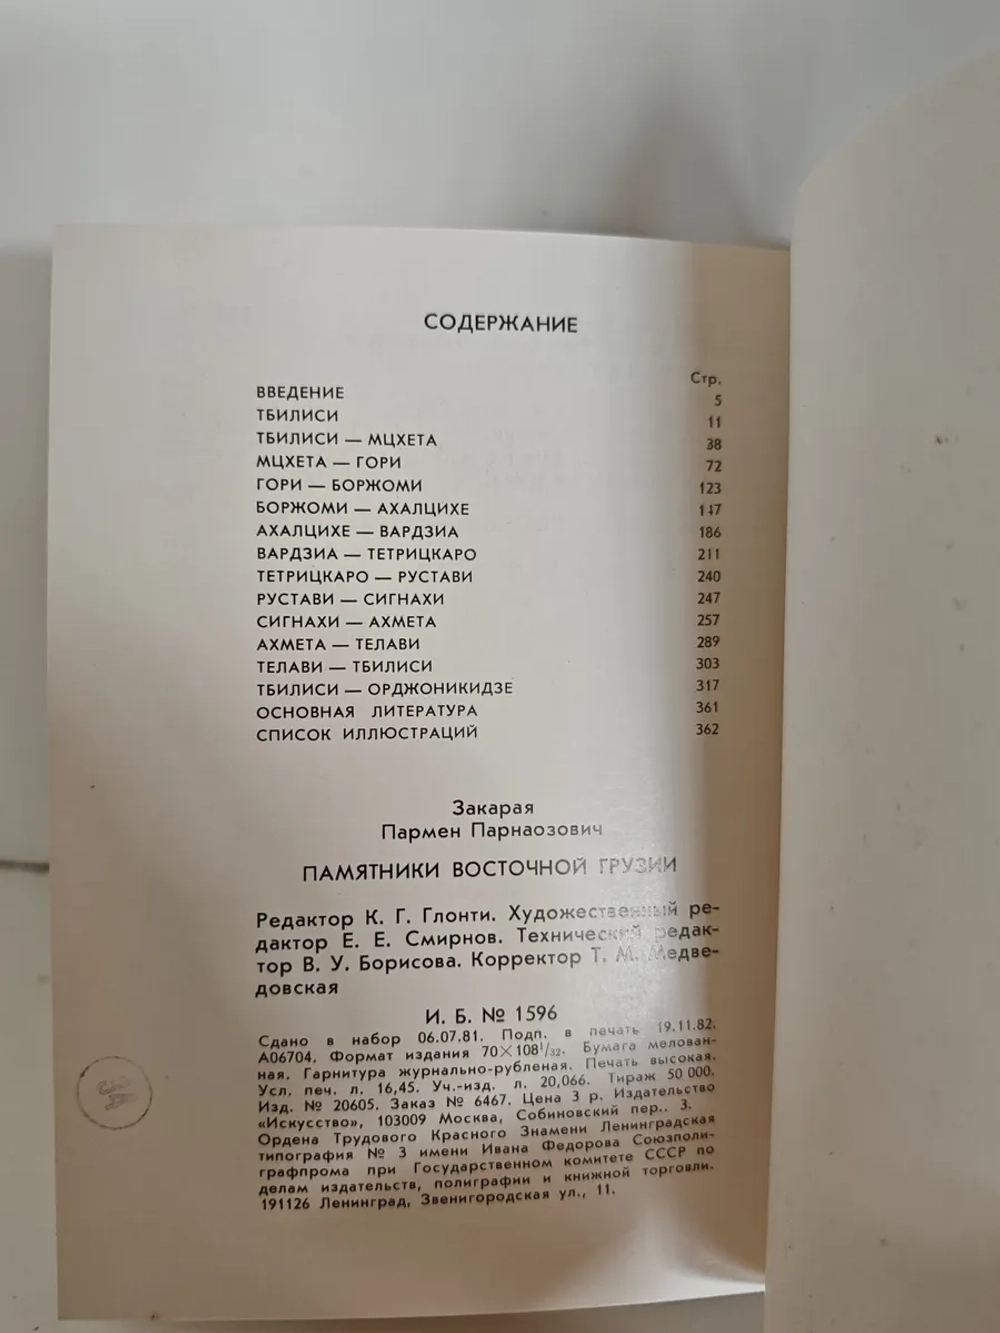 СОДЕРЖАНИЕ
Стр.
ВВЕДЕНИЕ 5
ТБИЛИСИ 11
ТБИЛИСИ — МЦХЕТА 38
МЦХЕТА — ГОРИ 72
ГОРИ — БОРЖОМИ 123
БОРЖОМИ — АХАЛЦИХЕ 147
АХАЛЦИХЕ — ВАРДЗИА 186
ВАРДЗИА — ТЕТРИЦКАРО 211
ТЕТРИЦКАРО — РУСТАВИ 240
РУСТАВИ — СИГНАХИ 247
СИГНАХИ — АХМЕТА 257
АХМЕТА — ТЕЛАВИ 289
ТЕЛАВИ — ТБИЛИСИ 303
ТБИЛИСИ — ОРДЖОНИКИДЗЕ 317
ОСНОВНАЯ ЛИТЕРАТУРА 361
СПИСОК ИЛЛЮСТРАЦИЙ 362
Закарая
Пармен Парнаозович
ПАМЯТНИКИ ВОСТОЧНОЙ ГРУЗИИ
Редактор К. Г. Глонти. Художественный ре-
дактор Е. Е. Смирнов. Технический редак-
тор В. У. Борисова. Корректор Т. М. Медве-
довская
И. Б. № 1596
Сдано в набор 06.07.81. Подп. в печать 19.11.82.
А06704. Формат издания 70×108¹/₃₂. Бумага мелован-
ная. Гарнитура журнально-рубленая. Печать высокая.
Усл. печ. л. 16,45. Уч.-изд. л. 20,066. Тираж 50 000.
Изд. № 20605. Заказ № 6467. Цена 3 р. Издательство
«Искусство», 103009 Москва, Собиновский пер., 3.
Ордена Трудового Красного Знамени Ленинградская
типография № 3 имени Ивана Федорова Союзполи-
графпрома при Государственном комитете СССР по
делам издательств, полиграфии и книжной торговли.
191126 Ленинград, Звенигородская ул., 11.